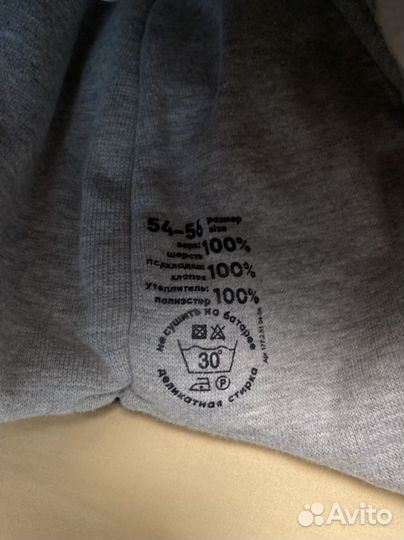 54–56 размер size
верх: 100%
шерсть
подкладка: 100%
хлопок
утеплитель: 100%
полиэстер
не сушить на батарее
30°
P
деликатная стирка
Avito